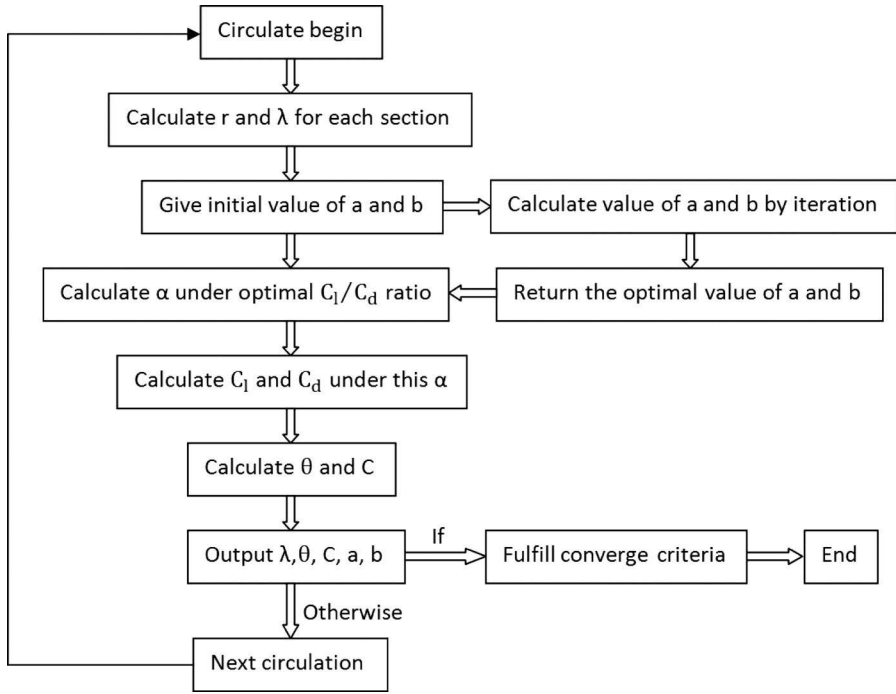 Circulate begin
Calculate r and λ for each section
Give initial value of a and b
Calculate value of a and b by iteration
Calculate α under optimal Cl/Cd ratio
Return the optimal value of a and b
Calculate Cl and Cd under this α
Calculate θ and C
Output λ,θ, C, a, b
If
Fulfill converge criteria
End
Otherwise
Next circulation